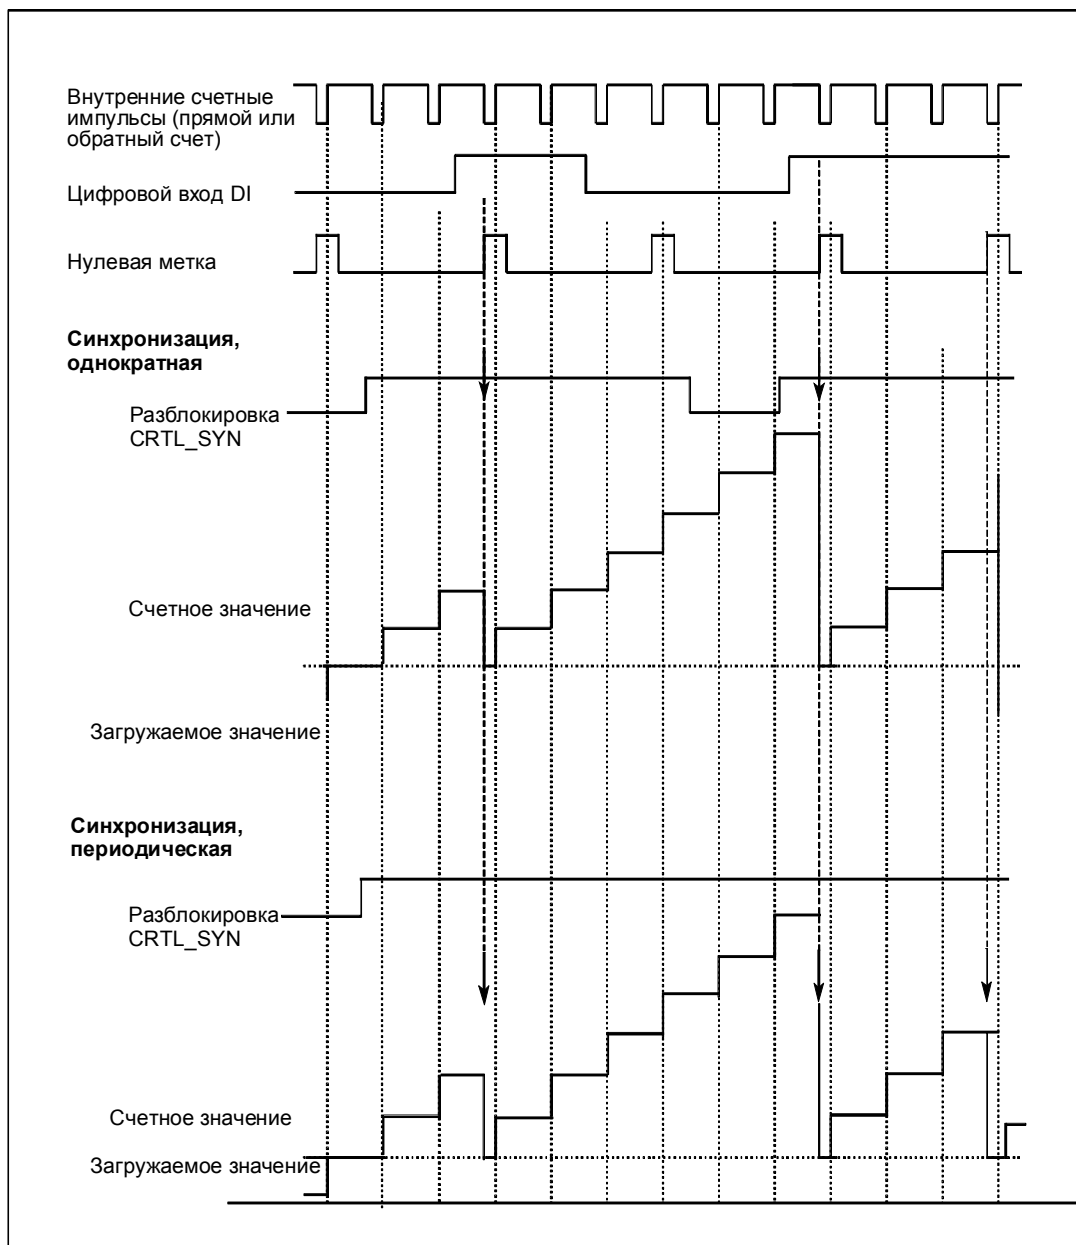 Внутренние счетные
импульсы (прямой или
обратный счет)
Цифровой вход DI
Нулевая метка
Синхронизация,
однократная
Разблокировка
CRTL_SYN
Счетное значение
Загружаемое значение
Синхронизация,
периодическая
Разблокировка
CRTL_SYN
Счетное значение
Загружаемое значение